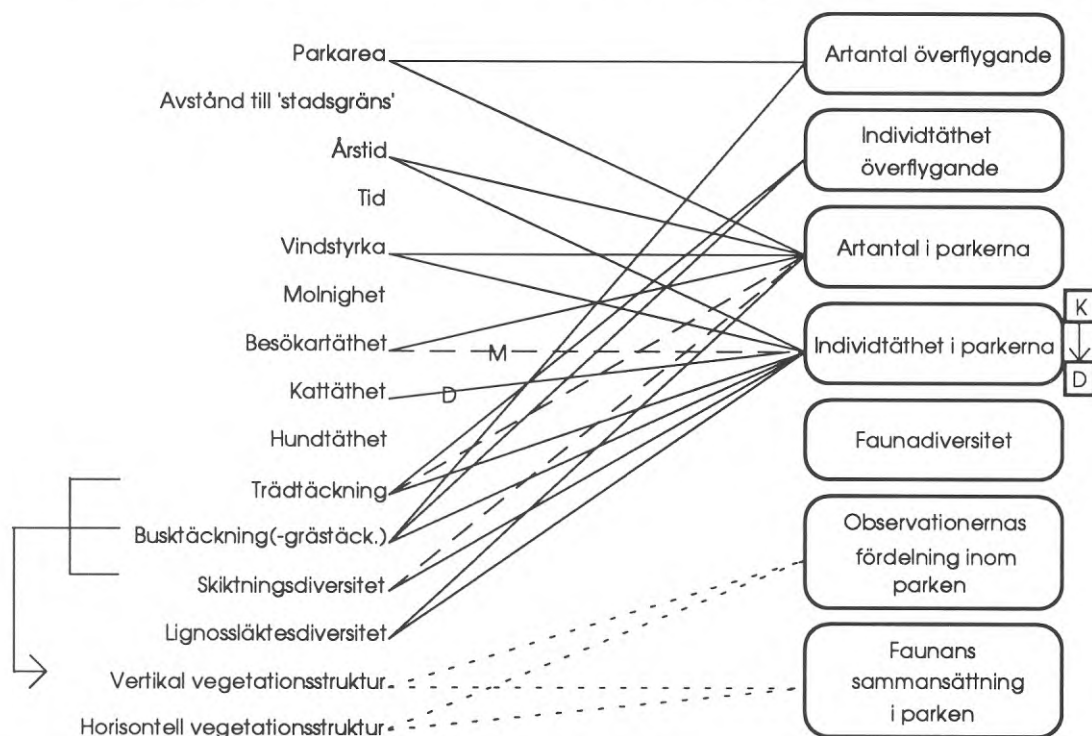 Parkarea
Avstånd till 'stadsgräns'
Årstid
Tid
Vindstyrka
Molnighet
Besökartäthet
Kattäthet
Hundtäthet
Trädtäckning
Busktäckning(-grästäck.)
Skiktningsdiversitet
Lignossläktesdiversitet
Vertikal vegetationsstruktur
Horisontell vegetationsstruktur
M
D
Artantal överflygande
Individtäthet
överflygande
Artantal i parkerna
Individtäthet i parkerna
K
D
Faunadiversitet
Observationernas
fördelning inom
parken
Faunans
sammansättning
i parken